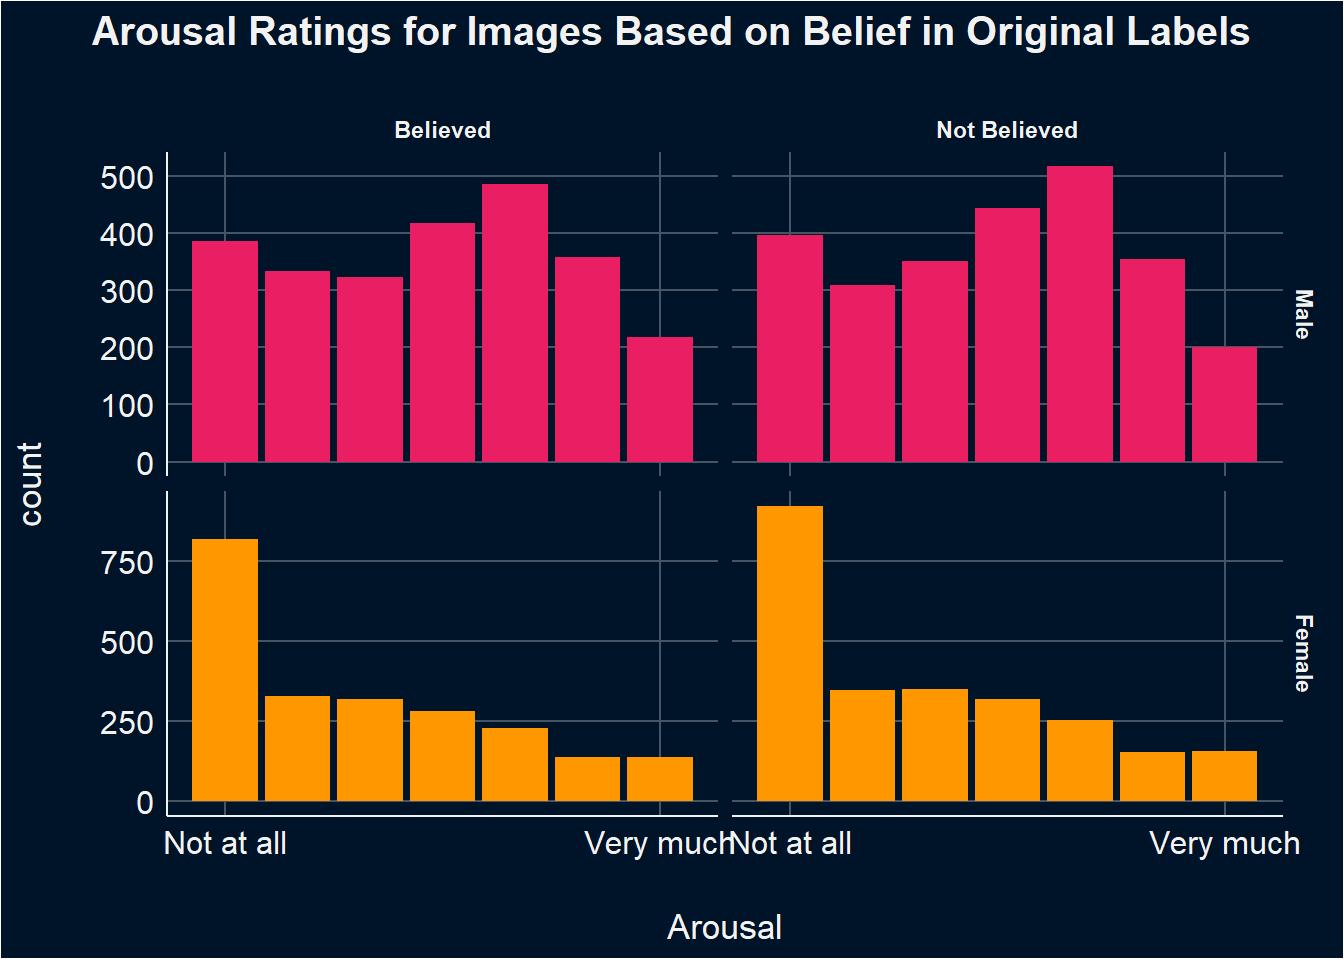 Arousal Ratings for Images Based on Belief in Original Labels
Believed
Not Believed
500
400
300
200
100
0
Male
count
750
500
250
0
Female
Not at all
Very much
Not at all
Very much
Arousal